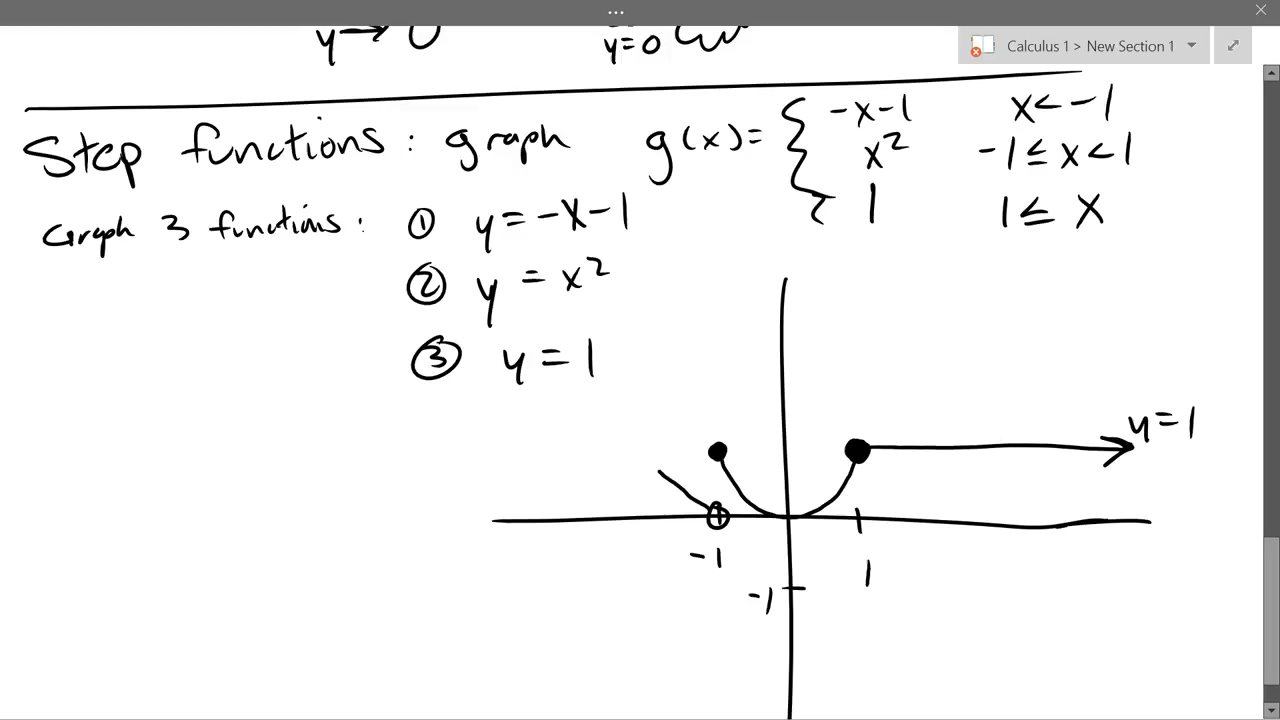 ...
Calculus 1 > New Section 1
y → 0 y=0
Step functions: graph g(x)= { -x-1 x<-1
x² -1≤x<1
1 1≤x
Graph 3 functions: ① y=-x-1
② y=x²
③ y=1
y=1
-1 1
-1